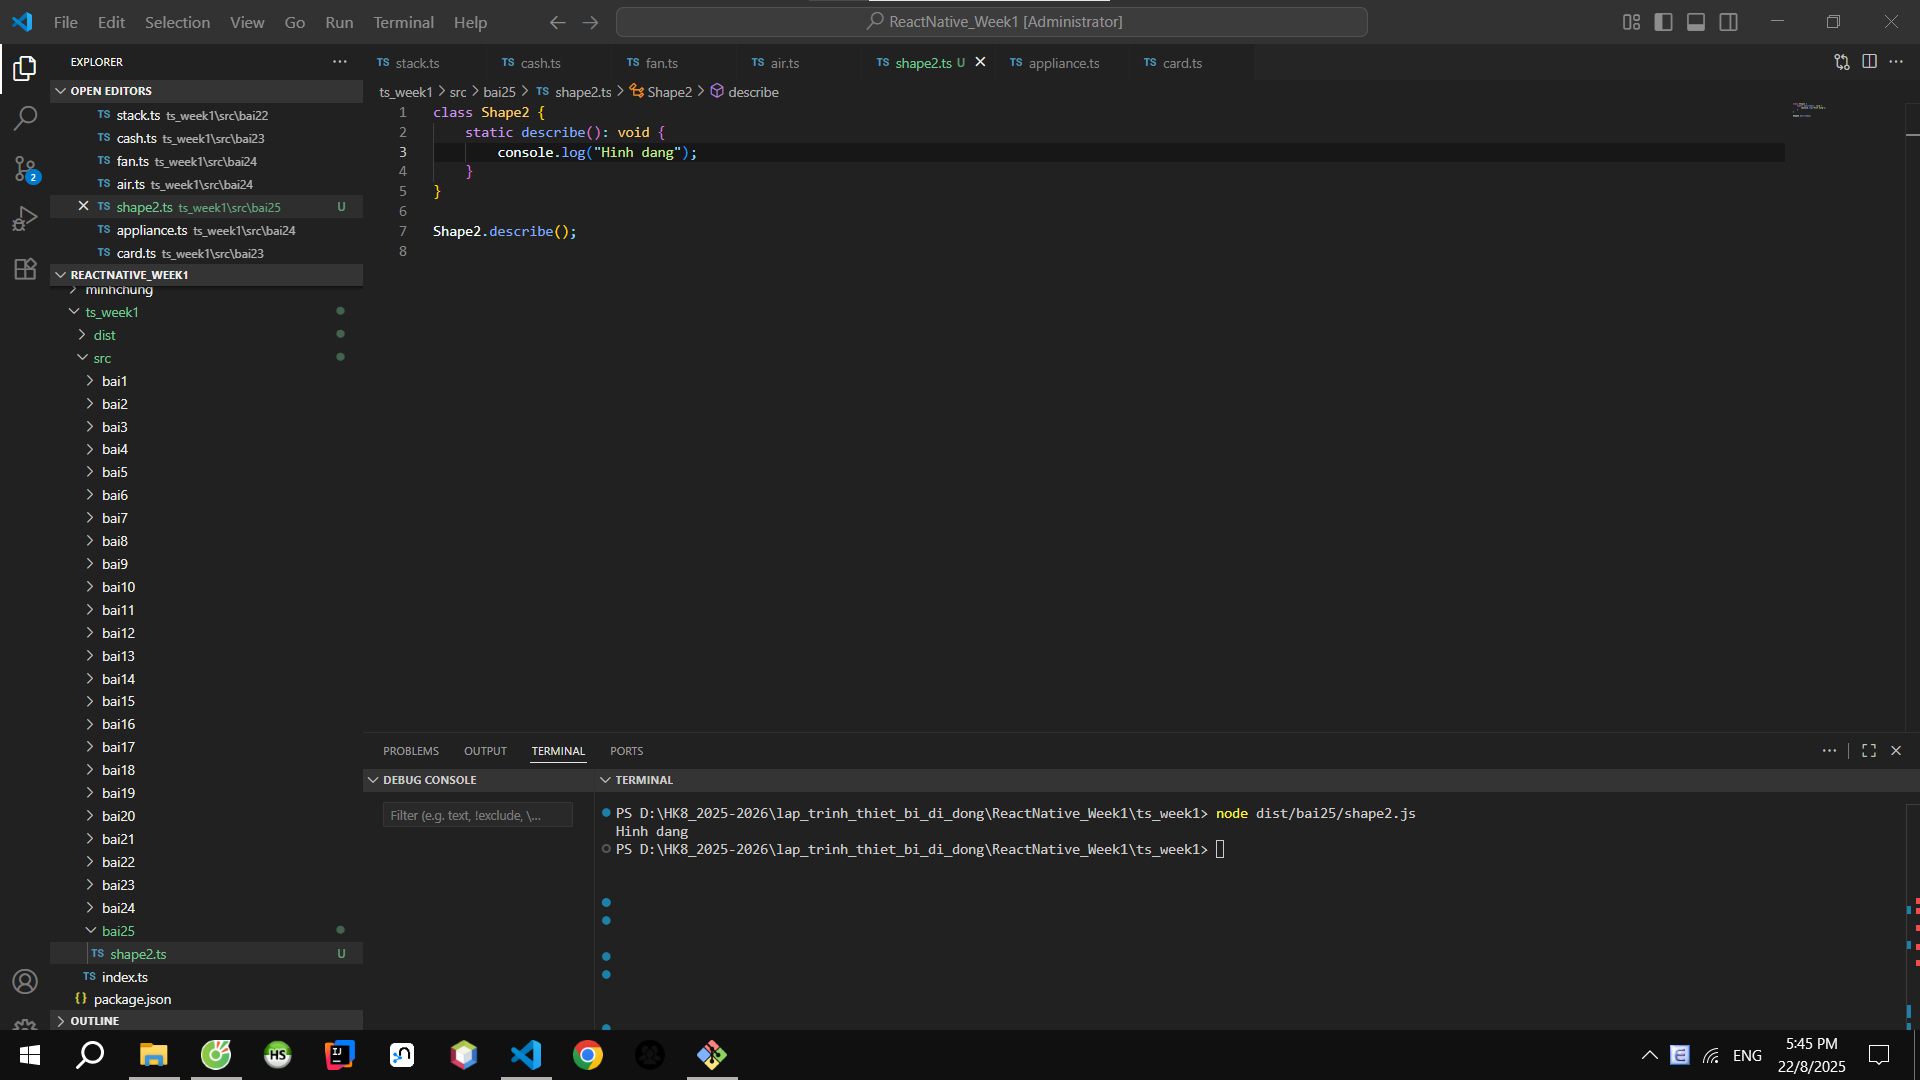 File Edit Selection View Go Run Terminal Help
ReactNative_Week1 [Administrator]
EXPLORER
OPEN EDITORS
TS stack.ts ts_week1\src\bai22
TS cash.ts ts_week1\src\bai23
TS fan.ts ts_week1\src\bai24
TS air.ts ts_week1\src\bai24
TS shape2.ts ts_week1\src\bai25 U
TS appliance.ts ts_week1\src\bai24
TS card.ts ts_week1\src\bai23
REACTNATIVE_WEEK1
minhchung
ts_week1
dist
src
bai1
bai2
bai3
bai4
bai5
bai6
bai7
bai8
bai9
bai10
bai11
bai12
bai13
bai14
bai15
bai16
bai17
bai18
bai19
bai20
bai21
bai22
bai23
bai24
bai25
TS shape2.ts U
TS index.ts
{} package.json
OUTLINE
2
TS stack.ts TS cash.ts TS fan.ts TS air.ts TS shape2.ts U TS appliance.ts TS card.ts
ts_week1 > src > bai25 > TS shape2.ts > Shape2 > describe
1 class Shape2 {
2 static describe(): void {
3 console.log("Hinh dang");
4 }
5 }
6
7 Shape2.describe();
8
PROBLEMS OUTPUT TERMINAL PORTS
DEBUG CONSOLE
Filter (e.g. text, !exclude, \...
TERMINAL
PS D:\HK8_2025-2026\lap_trinh_thiet_bi_di_dong\ReactNative_Week1\ts_week1> node dist/bai25/shape2.js
Hinh dang
PS D:\HK8_2025-2026\lap_trinh_thiet_bi_di_dong\ReactNative_Week1\ts_week1>
HS
IJ
E
ENG
5:45 PM
22/8/2025